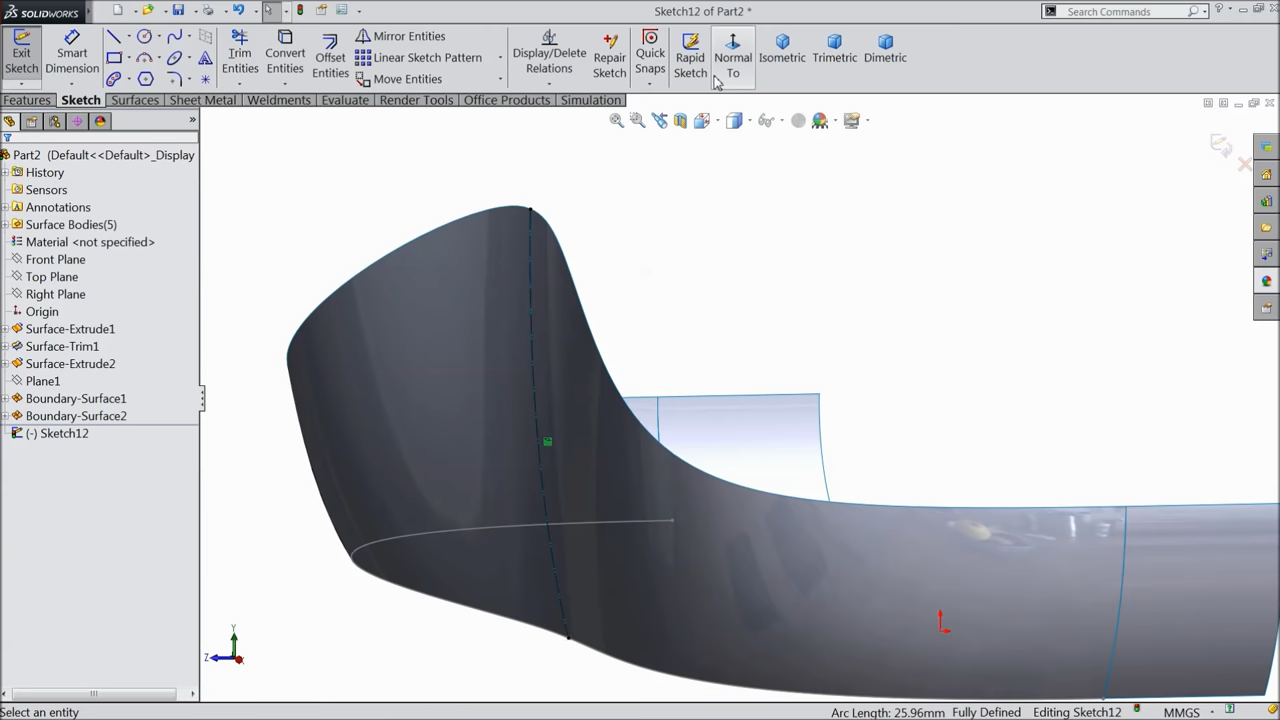 SOLIDWORKS
Sketch12 of Part2 *
Search Commands
Exit Sketch
Smart Dimension
Trim Entities
Convert Entities
Offset Entities
Mirror Entities
Linear Sketch Pattern
Move Entities
Display/Delete Relations
Repair Sketch
Quick Snaps
Rapid Sketch
Normal To
Isometric
Trimetric
Dimetric
Features
Sketch
Surfaces
Sheet Metal
Weldments
Evaluate
Render Tools
Office Products
Simulation
Part2 (Default<<Default>_Display
History
Sensors
Annotations
Surface Bodies(5)
Material <not specified>
Front Plane
Top Plane
Right Plane
Origin
Surface-Extrude1
Surface-Trim1
Surface-Extrude2
Plane1
Boundary-Surface1
Boundary-Surface2
(-) Sketch12
Y
Z
Select an entity
Arc Length: 25.96mm
Fully Defined
Editing Sketch12
MMGS